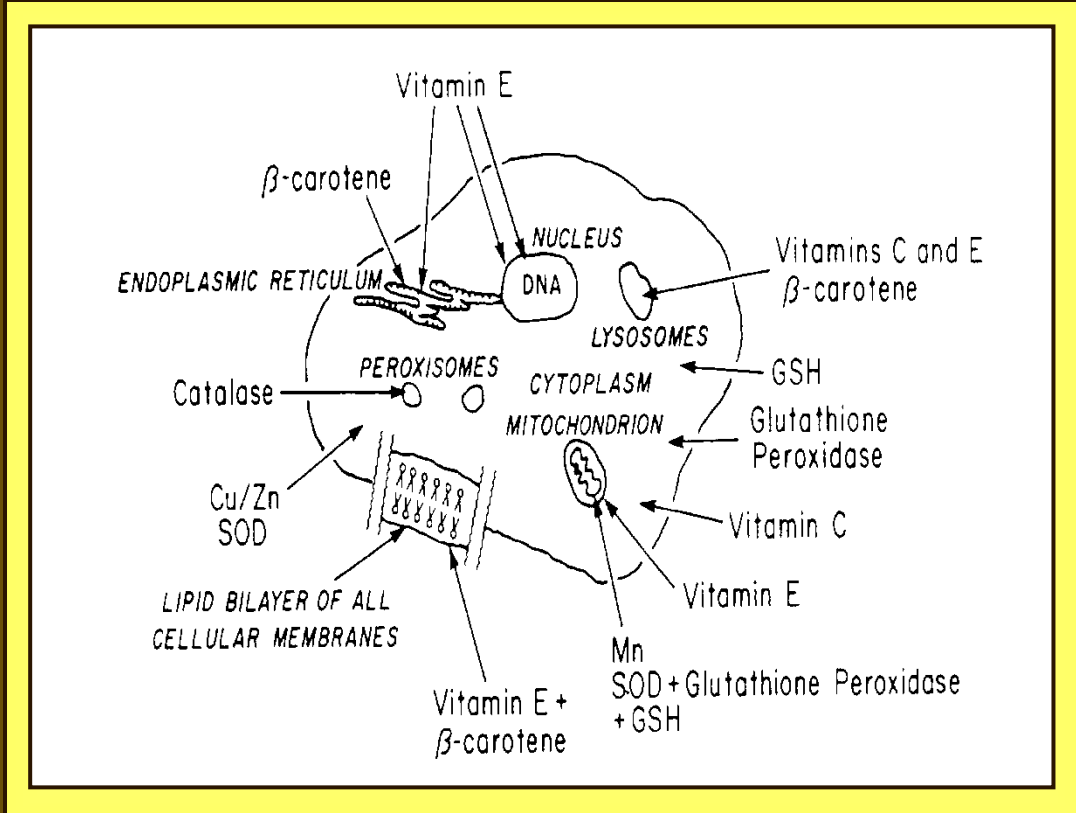 Vitamin E
β-carotene
NUCLEUS
Vitamins C and E
β-carotene
ENDOPLASMIC RETICULUM
DNA
LYSOSOMES
PEROXISOMES
CYTOPLASM
GSH
Catalase
MITOCHONDRION
Glutathione
Peroxidase
Cu/Zn
SOD
Vitamin C
LIPID BILAYER OF ALL
CELLULAR MEMBRANES
Vitamin E
Mn
SOD + Glutathione Peroxidase
+ GSH
Vitamin E +
β-carotene